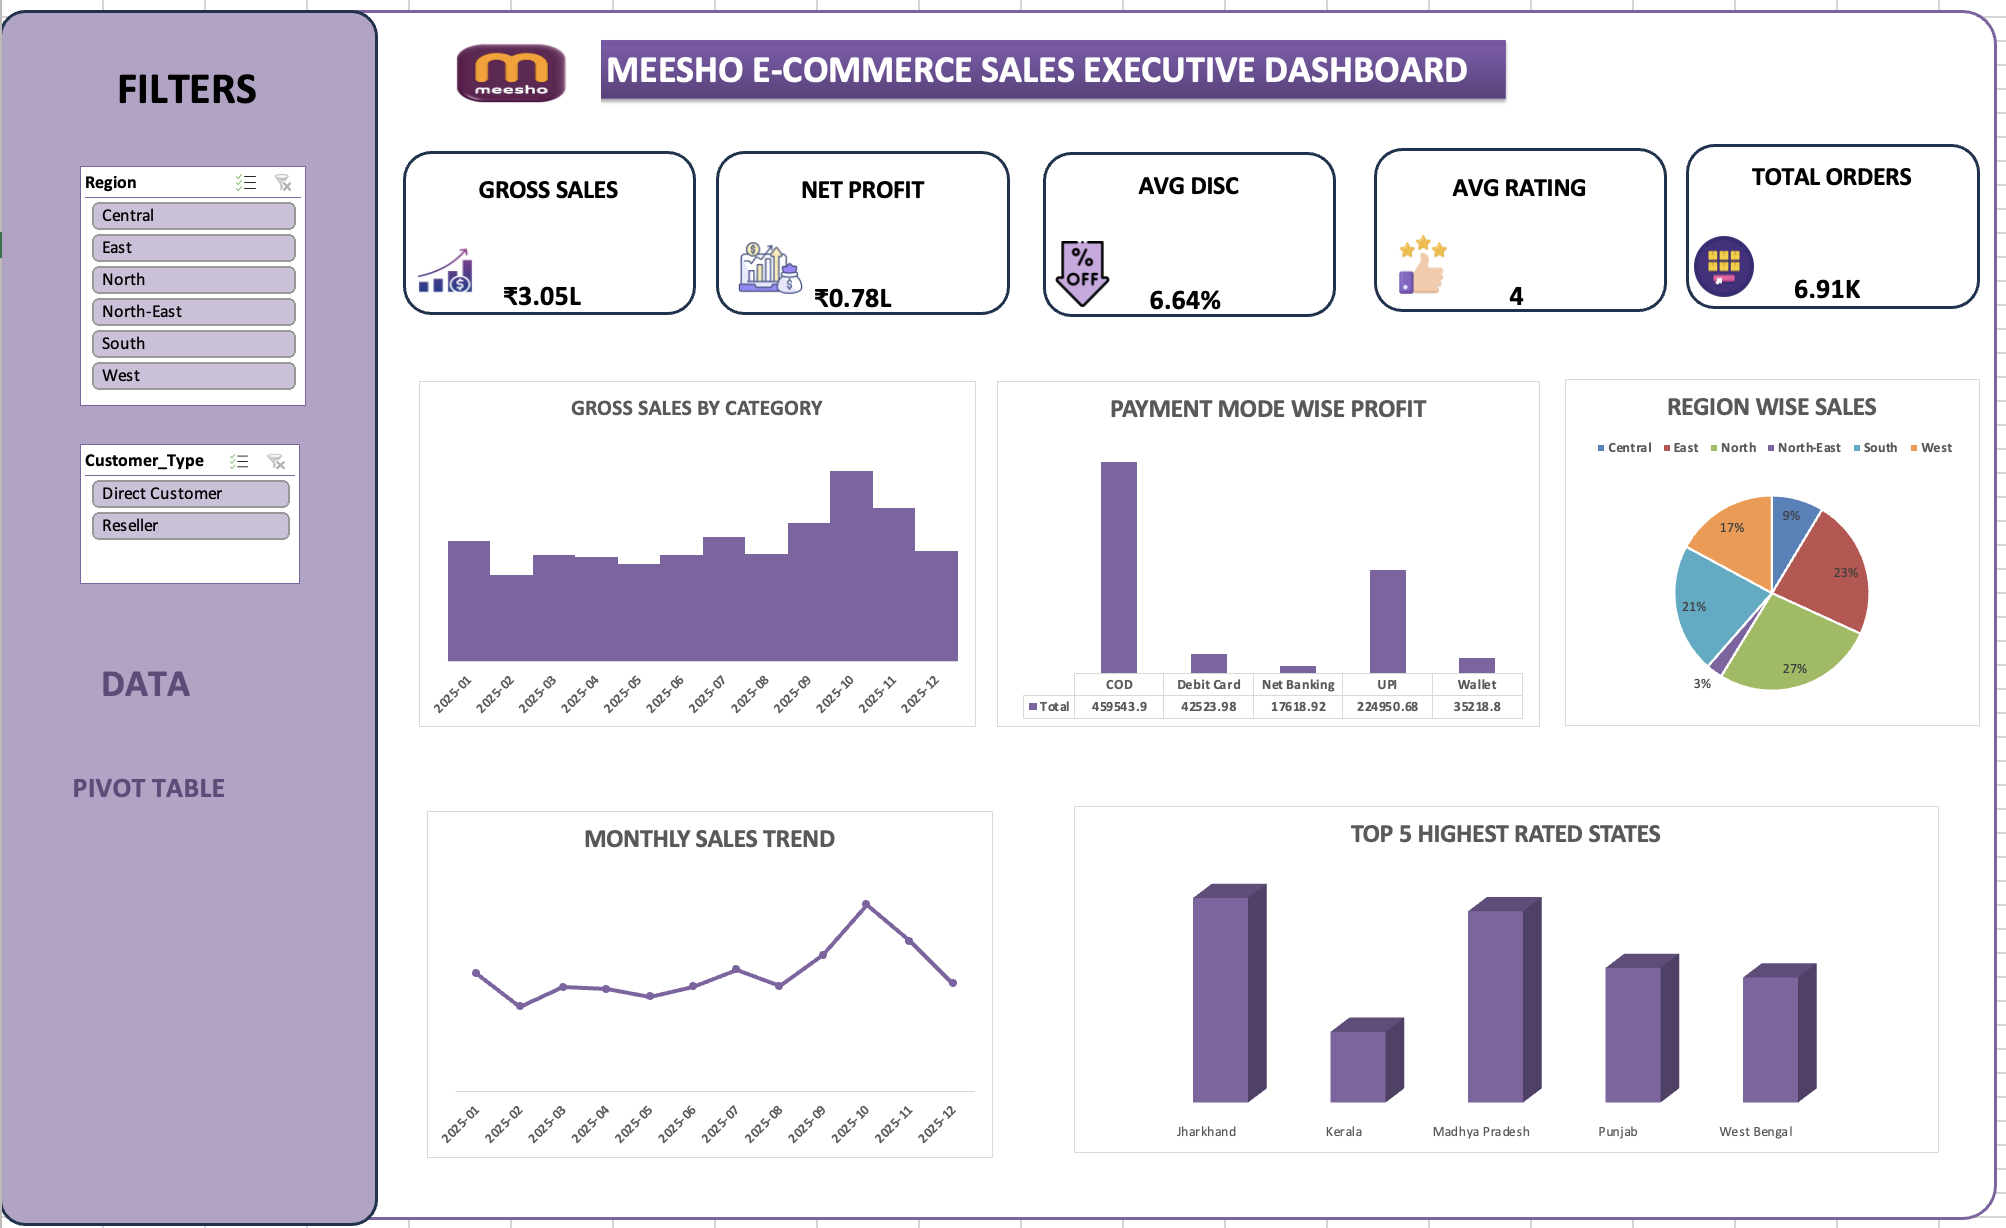 FILTERS
meesho
MEESHO E-COMMERCE SALES EXECUTIVE DASHBOARD
Region
Central
East
North
North-East
South
West
Customer_Type
Direct Customer
Reseller
DATA
PIVOT TABLE
GROSS SALES
₹3.05L
NET PROFIT
₹0.78L
AVG DISC
% OFF
6.64%
AVG RATING
4
TOTAL ORDERS
6.91K
GROSS SALES BY CATEGORY
2025-01 2025-02 2025-03 2025-04 2025-05 2025-06 2025-07 2025-08 2025-09 2025-10 2025-11 2025-12
PAYMENT MODE WISE PROFIT
COD Debit Card Net Banking UPI Wallet
Total 459543.9 42523.98 17618.92 224950.68 35218.8
REGION WISE SALES
Central East North North-East South West
9%
23%
27%
3%
21%
17%
MONTHLY SALES TREND
2025-01 2025-02 2025-03 2025-04 2025-05 2025-06 2025-07 2025-08 2025-09 2025-10 2025-11 2025-12
TOP 5 HIGHEST RATED STATES
Jharkhand Kerala Madhya Pradesh Punjab West Bengal